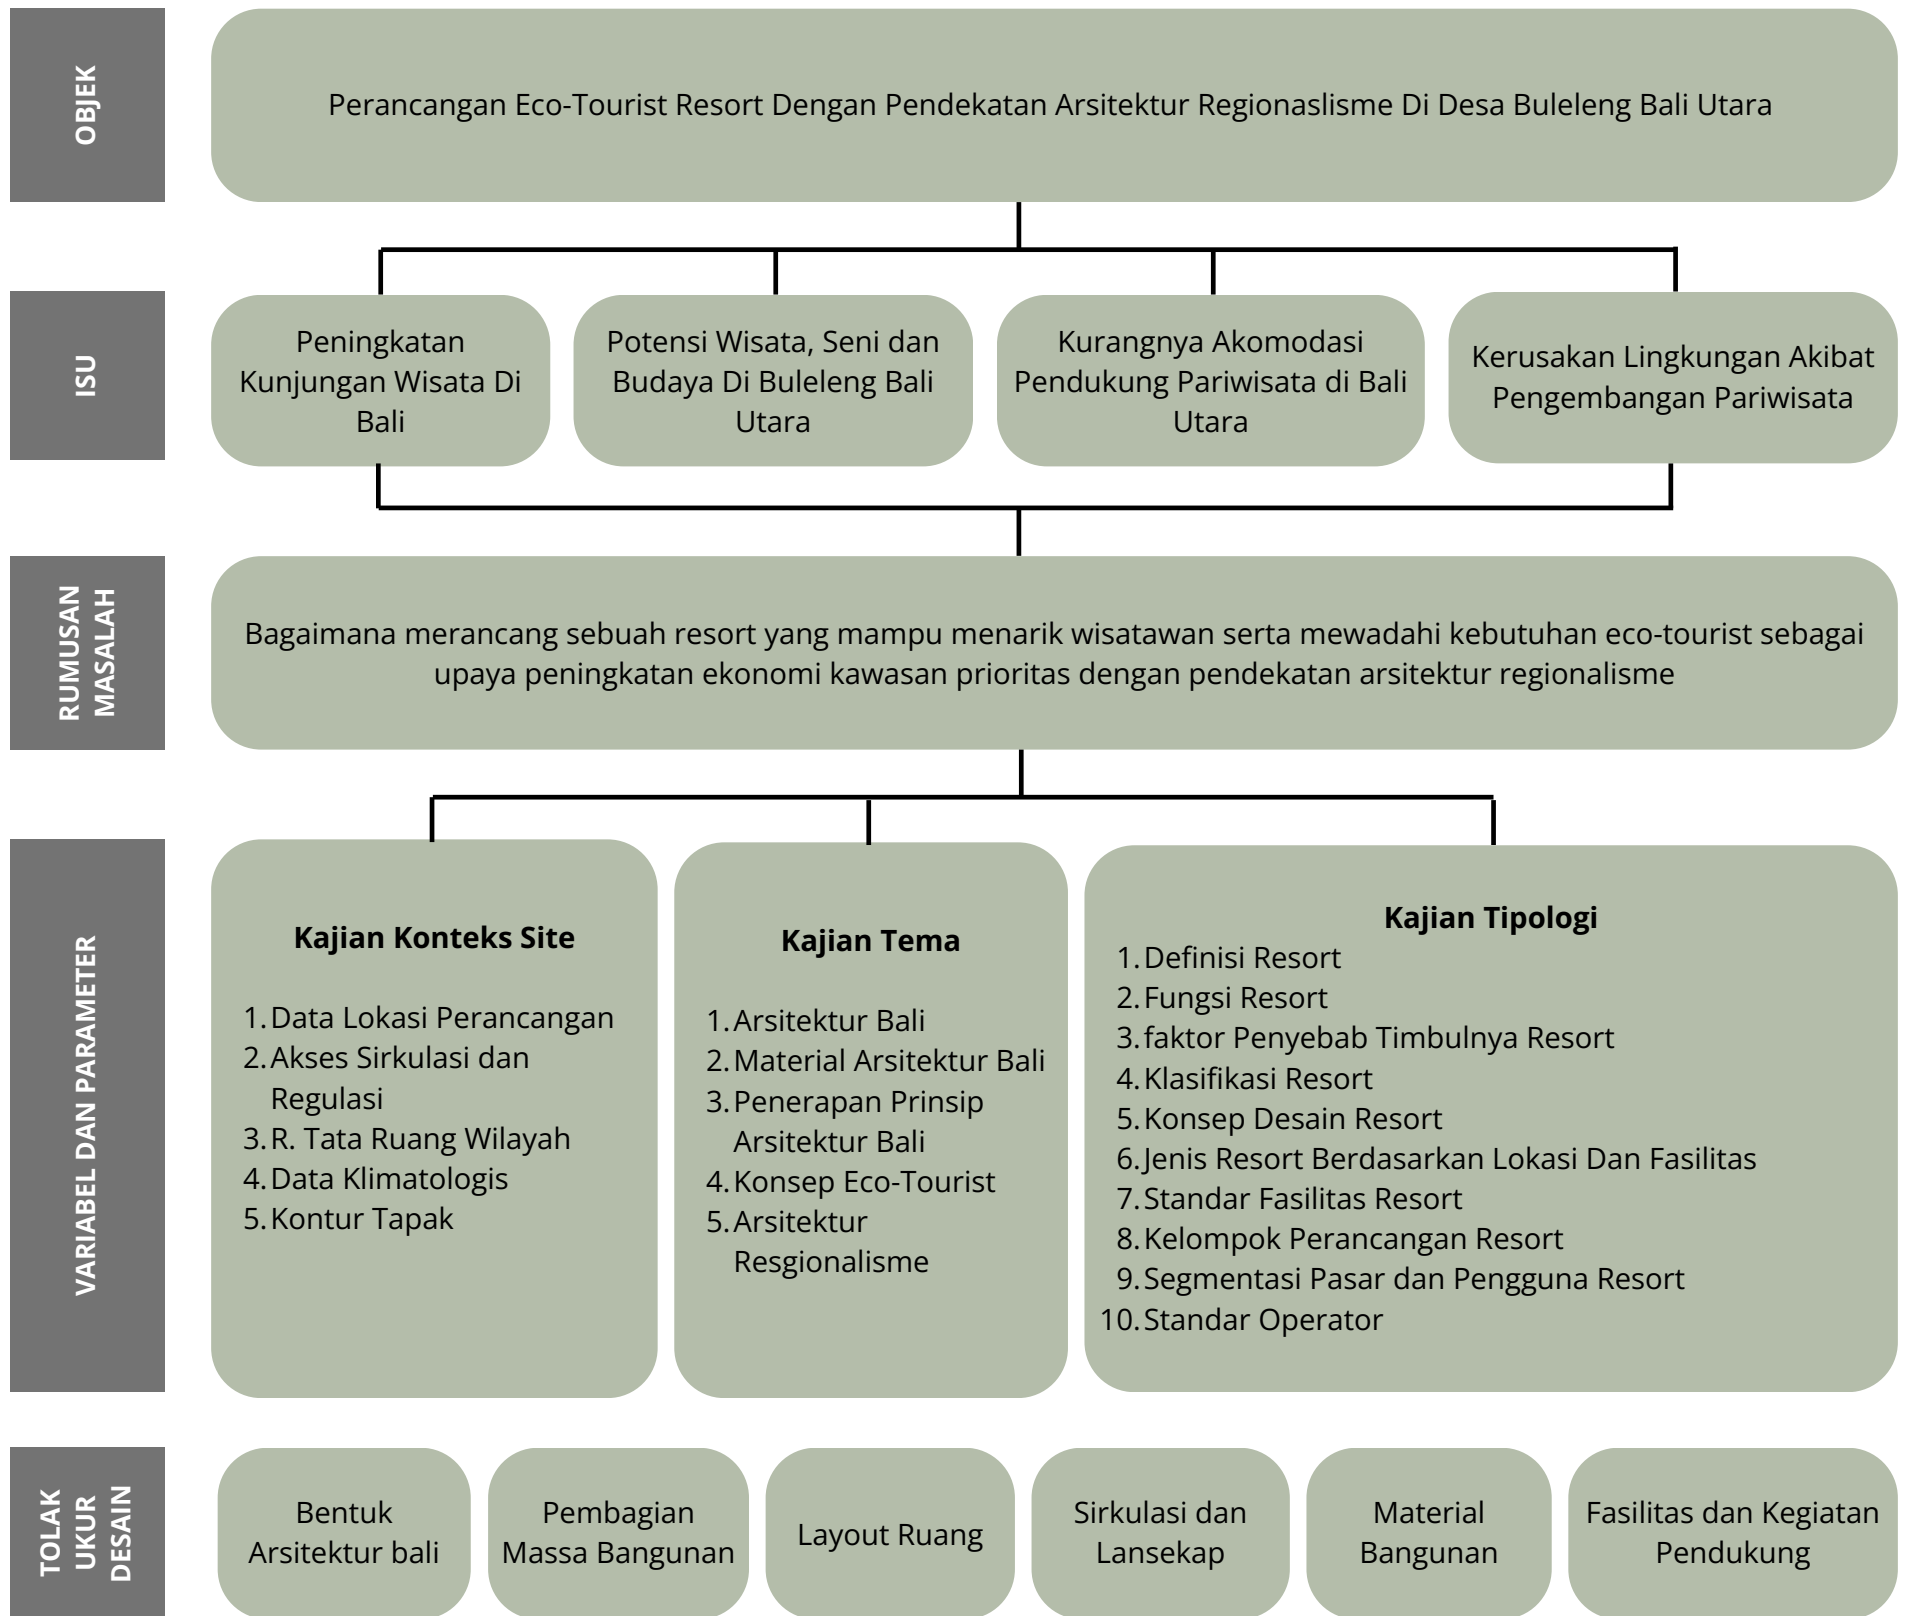 OBJEK
Perancangan Eco-Tourist Resort Dengan Pendekatan Arsitektur Regionaslisme Di Desa Buleleng Bali Utara
ISU
Peningkatan
Kunjungan Wisata Di
Bali
Potensi Wisata, Seni dan
Budaya Di Buleleng Bali
Utara
Kurangnya Akomodasi
Pendukung Pariwisata di Bali
Utara
Kerusakan Lingkungan Akibat
Pengembangan Pariwisata
RUMUSAN
MASALAH
Bagaimana merancang sebuah resort yang mampu menarik wisatawan serta mewadahi kebutuhan eco-tourist sebagai
upaya peningkatan ekonomi kawasan prioritas dengan pendekatan arsitektur regionalisme
VARIABEL DAN PARAMETER
Kajian Konteks Site
1. Data Lokasi Perancangan
2. Akses Sirkulasi dan
Regulasi
3. R. Tata Ruang Wilayah
4. Data Klimatologis
5. Kontur Tapak
Kajian Tema
1. Arsitektur Bali
2. Material Arsitektur Bali
3. Penerapan Prinsip
Arsitektur Bali
4. Konsep Eco-Tourist
5. Arsitektur
Resgionalisme
Kajian Tipologi
1. Definisi Resort
2. Fungsi Resort
3. faktor Penyebab Timbulnya Resort
4. Klasifikasi Resort
5. Konsep Desain Resort
6. Jenis Resort Berdasarkan Lokasi Dan Fasilitas
7. Standar Fasilitas Resort
8. Kelompok Perancangan Resort
9. Segmentasi Pasar dan Pengguna Resort
10. Standar Operator
TOLAK
UKUR
DESAIN
Bentuk
Arsitektur bali
Pembagian
Massa Bangunan
Layout Ruang
Sirkulasi dan
Lansekap
Material
Bangunan
Fasilitas dan Kegiatan
Pendukung